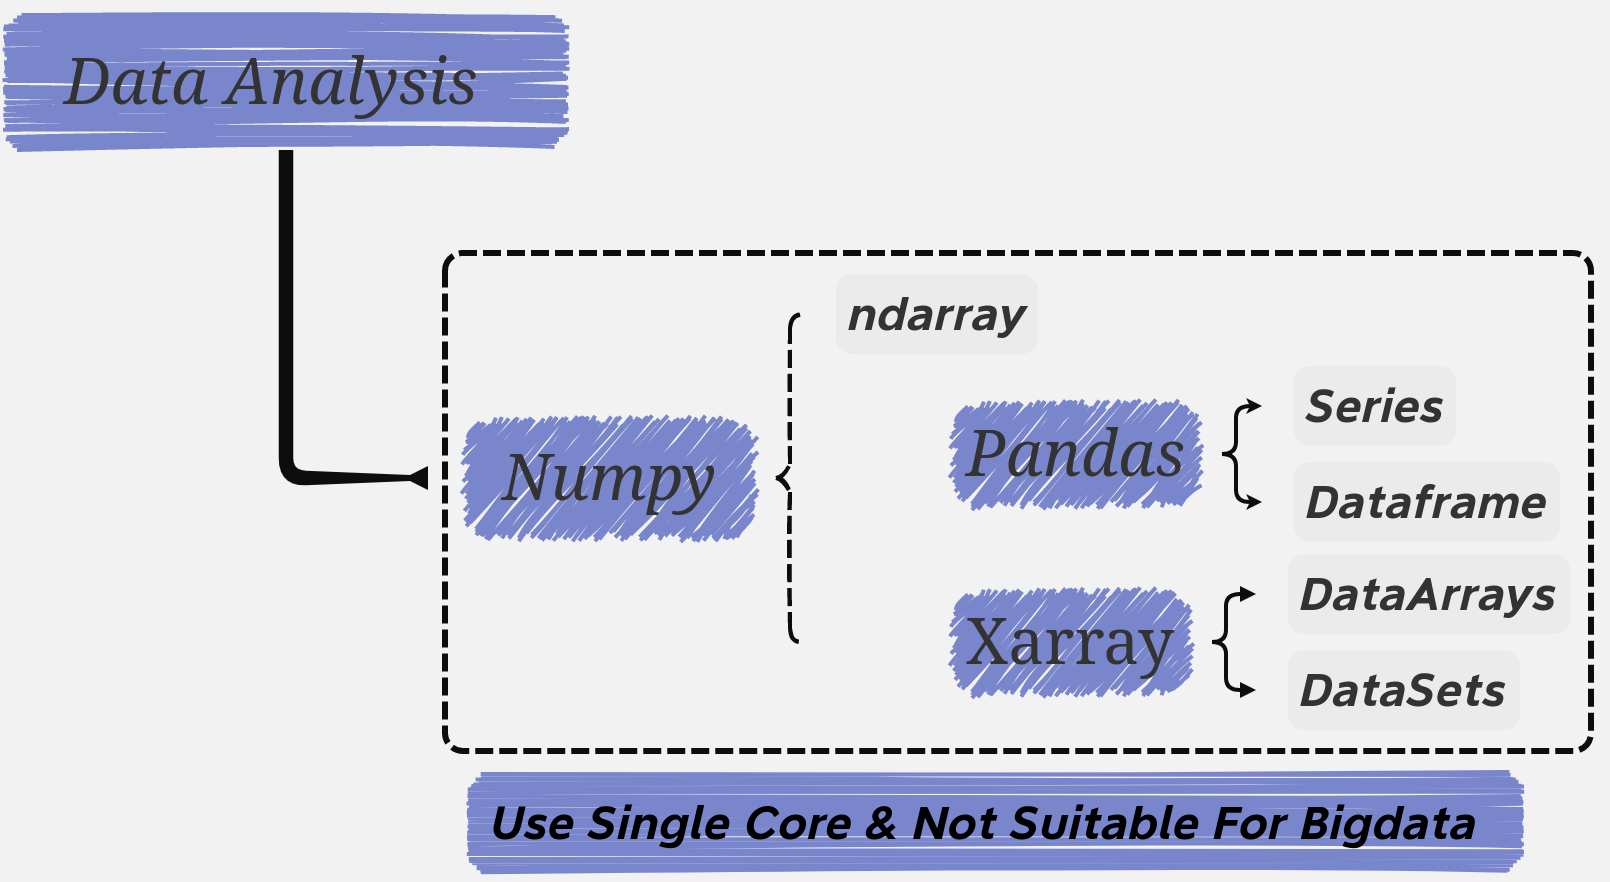 Data Analysis
ndarray
Numpy
Pandas
Series
Dataframe
Xarray
DataArrays
DataSets
Use Single Core & Not Suitable For Bigdata